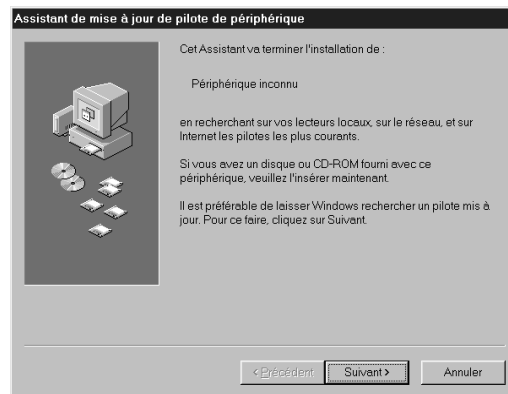 Assistant de mise à jour de pilote de périphérique
Cet Assistant va terminer l'installation de :
Périphérique inconnu
en recherchant sur vos lecteurs locaux, sur le réseau, et sur
Internet les pilotes les plus courants.
Si vous avez un disque ou CD-ROM fourni avec ce
périphérique, veuillez l'insérer maintenant.
Il est préférable de laisser Windows rechercher un pilote mis à
jour. Pour ce faire, cliquez sur Suivant.
< Précédent
Suivant >
Annuler